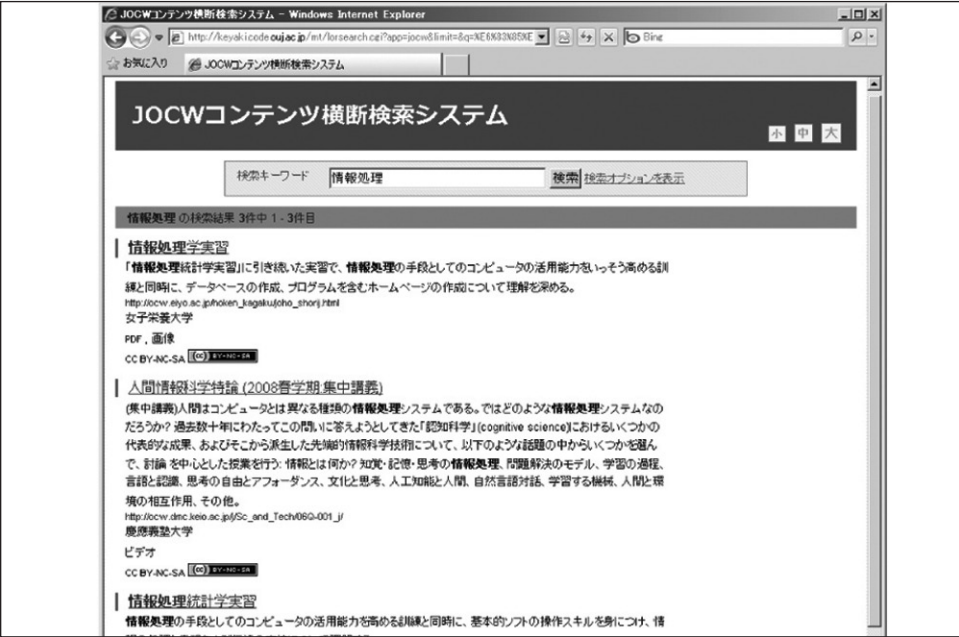 JOCWコンテンツ横断検索システム - Windows Internet Explorer
Bing
お気に入り JOCWコンテンツ横断検索システム
JOCWコンテンツ横断検索システム
小 中 大
検索キーワード 情報処理 検索 検索オプションを表示
情報処理 の検索結果 3件中 1 - 3件目
情報処理学実習
「情報処理統計学実習」に引き続いた実習で、情報処理の手段としてのコンピュータの活用能力をいっそう高める訓
練と同時に、データベースの作成、プログラムを含むホームページの作成について理解を深める。
http://ocw.eiyo.ac.jp/hoken_kagaku/joho_shorij.html
女子栄養大学
PDF , 画像
CC BY-NC-SA (cc) BY-NC-SA
人間情報科学特論 (2008春学期:集中講義)
(集中講義)人間はコンピュータとは異なる種類の情報処理システムである。ではどのような情報処理システムなの
だろうか? 過去数十年にわたってこの問いに答えようとしてきた「認知科学」(cognitive science)におけるいくつかの
代表的な成果、およびそこから派生した先端的情報科学技術について、以下のような話題の中からいくつかを選ん
で、討論を中心とした授業を行う: 情報とは何か? 知覚・記憶・思考の情報処理、問題解決のモデル、学習の過程、
言語と認識、思考の自由とアフォーダンス、文化と思考、人工知能と人間、自然言語対話、学習する機械、人間と環
境の相互作用、その他。
http://ocw.dmc.keio.ac.jp/j/Sc_and_Tech/06Q-001_j/
慶應義塾大学
ビデオ
CC BY-NC-SA (cc) BY-NC-SA
情報処理統計学実習
情報処理の手段としてのコンピュータの活用能力を高める訓練と同時に、基本的ソフトの操作スキルを身につけ、情